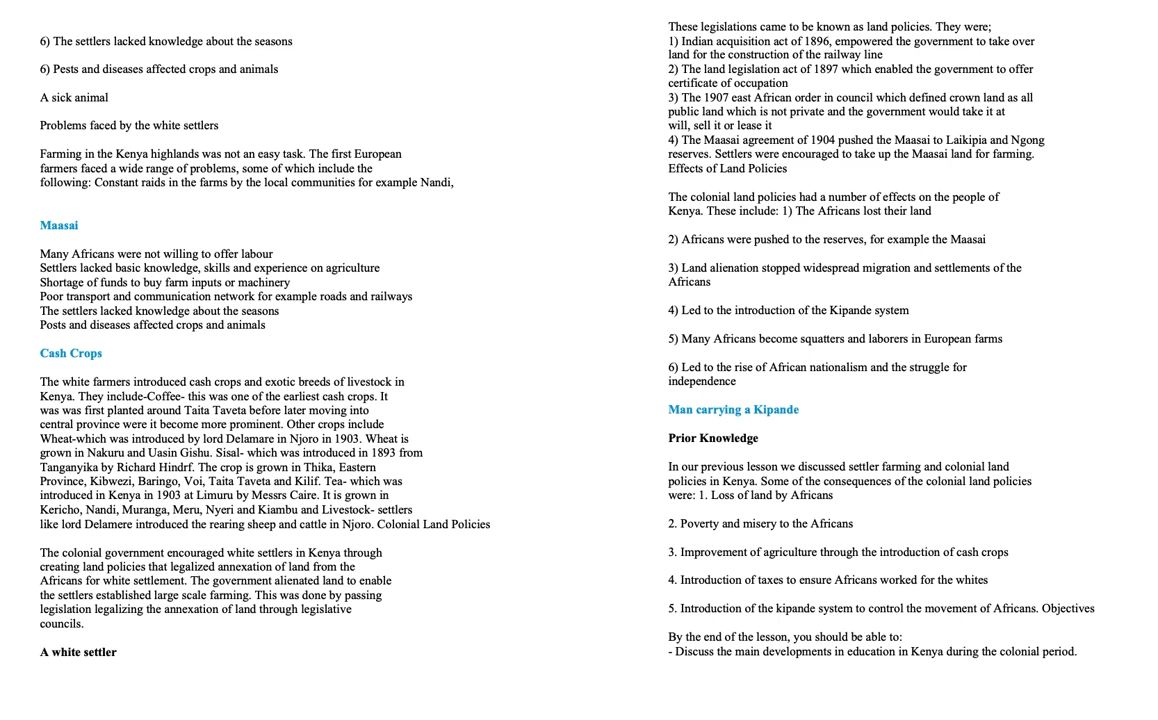 6) The settlers lacked knowledge about the seasons
6) Pests and diseases affected crops and animals
A sick animal
Problems faced by the white settlers
Farming in the Kenya highlands was not an easy task. The first European
farmers faced a wide range of problems, some of which include the
following: Constant raids in the farms by the local communities for example Nandi,
Maasai
Many Africans were not willing to offer labour
Settlers lacked basic knowledge, skills and experience on agriculture
Shortage of funds to buy farm inputs or machinery
Poor transport and communication network for example roads and railways
The settlers lacked knowledge about the seasons
Posts and diseases affected crops and animals
Cash Crops
The white farmers introduced cash crops and exotic breeds of livestock in
Kenya. They include-Coffee- this was one of the earliest cash crops. It
was was first planted around Taita Taveta before later moving into
central province were it become more prominent. Other crops include
Wheat-which was introduced by lord Delamare in Njoro in 1903. Wheat is
grown in Nakuru and Uasin Gishu. Sisal- which was introduced in 1893 from
Tanganyika by Richard Hindrf. The crop is grown in Thika, Eastern
Province, Kibwezi, Baringo, Voi, Taita Taveta and Kilif. Tea- which was
introduced in Kenya in 1903 at Limuru by Messrs Caire. It is grown in
Kericho, Nandi, Muranga, Meru, Nyeri and Kiambu and Livestock- settlers
like lord Delamere introduced the rearing sheep and cattle in Njoro. Colonial Land Policies
The colonial government encouraged white settlers in Kenya through
creating land policies that legalized annexation of land from the
Africans for white settlement. The government alienated land to enable
the settlers established large scale farming. This was done by passing
legislation legalizing the annexation of land through legislative
councils.
A white settler
These legislations came to be known as land policies. They were;
1) Indian acquisition act of 1896, empowered the government to take over
land for the construction of the railway line
2) The land legislation act of 1897 which enabled the government to offer
certificate of occupation
3) The 1907 east African order in council which defined crown land as all
public land which is not private and the government would take it at
will, sell it or lease it
4) The Maasai agreement of 1904 pushed the Maasai to Laikipia and Ngong
reserves. Settlers were encouraged to take up the Maasai land for farming.
Effects of Land Policies
The colonial land policies had a number of effects on the people of
Kenya. These include: 1) The Africans lost their land
2) Africans were pushed to the reserves, for example the Maasai
3) Land alienation stopped widespread migration and settlements of the
Africans
4) Led to the introduction of the Kipande system
5) Many Africans become squatters and laborers in European farms
6) Led to the rise of African nationalism and the struggle for
independence
Man carrying a Kipande
Prior Knowledge
In our previous lesson we discussed settler farming and colonial land
policies in Kenya. Some of the consequences of the colonial land policies
were: 1. Loss of land by Africans
2. Poverty and misery to the Africans
3. Improvement of agriculture through the introduction of cash crops
4. Introduction of taxes to ensure Africans worked for the whites
5. Introduction of the kipande system to control the movement of Africans. Objectives
By the end of the lesson, you should be able to:
- Discuss the main developments in education in Kenya during the colonial period.